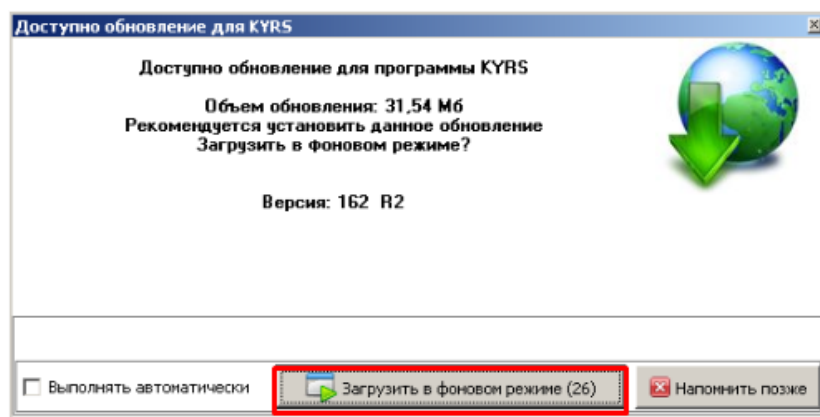 Доступно обновление для KYRS
Доступно обновление для программы KYRS
Объем обновления: 31,54 Мб
Рекомендуется установить данное обновление
Загрузить в фоновом режиме?
Версия: 162 R2
Выполнять автоматически
Загрузить в фоновом режиме (26)
Напомнить позже